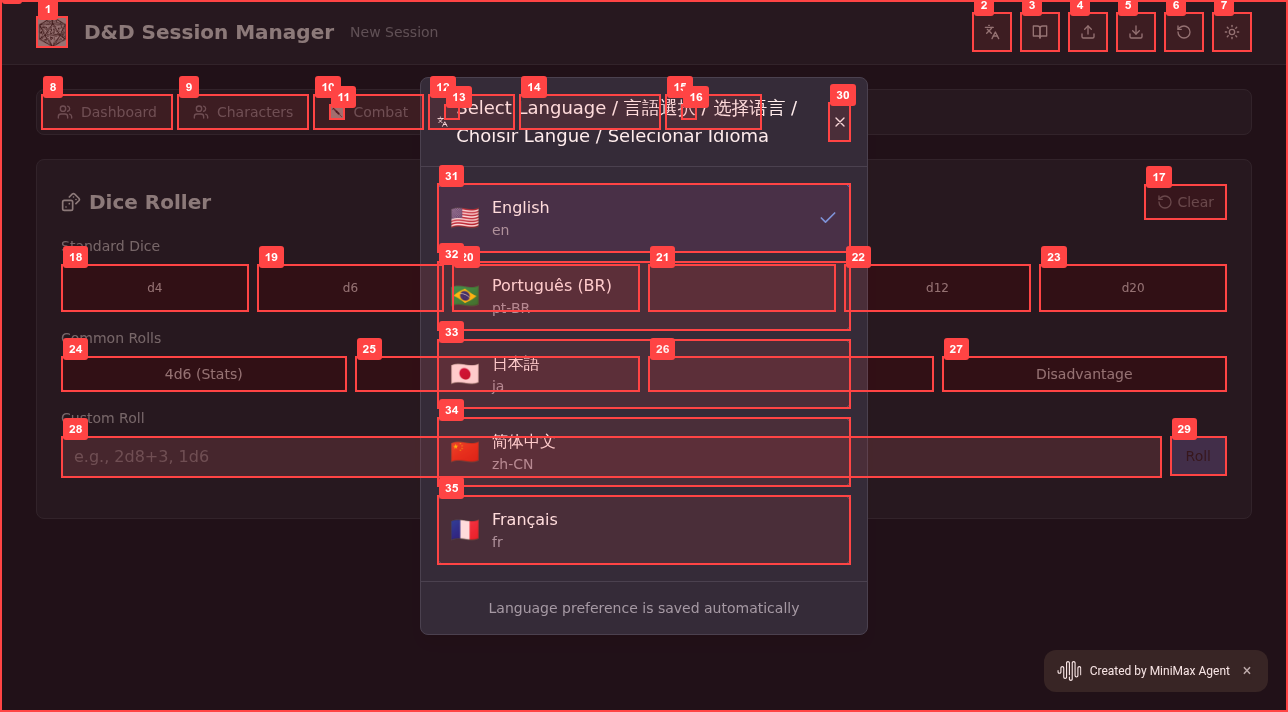 1
2
3
4
5
6
7
D&D Session Manager
New Session
8
9
10
11
12
13
14
15
16
30
Dashboard
Characters
Combat
Select Language / 言語選択 / 选择语言 /
Choisir Langue / Selecionar Idioma
31
17
Dice Roller
English
en
Clear
Standard Dice
18
19
32
20
21
22
23
d4
d6
Português (BR)
pt-BR
d12
d20
Common Rolls
33
24
25
26
27
4d6 (Stats)
日本語
ja
Disadvantage
Custom Roll
34
28
29
e.g., 2d8+3, 1d6
简体中文
zh-CN
Roll
35
Français
fr
Language preference is saved automatically
Created by MiniMax Agent